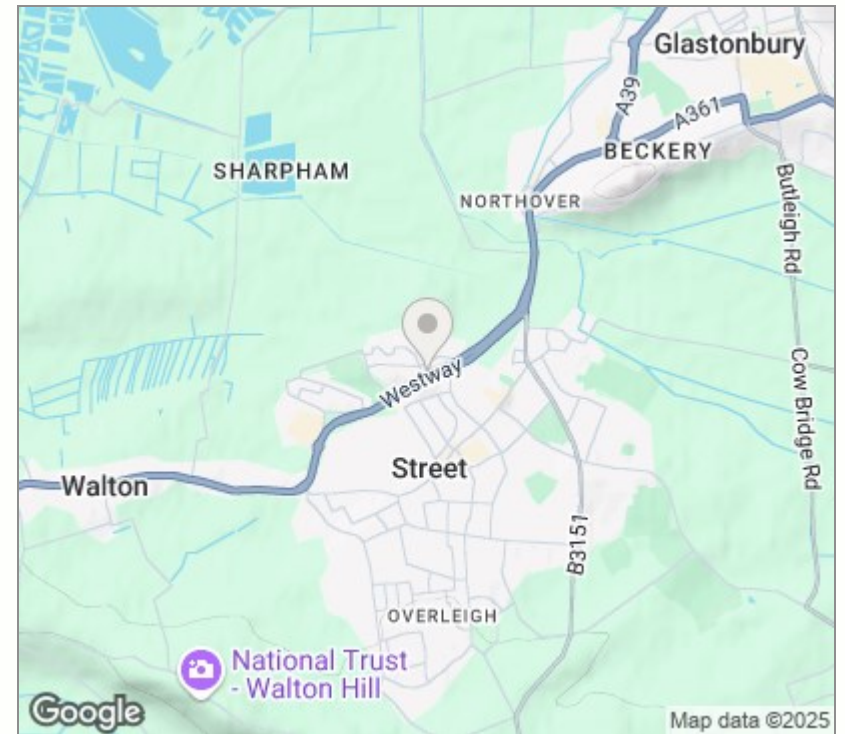 Glastonbury
A39
A361
BECKERY
SHARPHAM
NORTHOVER
Butleigh Rd
Westway
Cow Bridge Rd
Street
Walton
B3151
OVERLEIGH
National Trust
- Walton Hill
Google
Map data ©2025